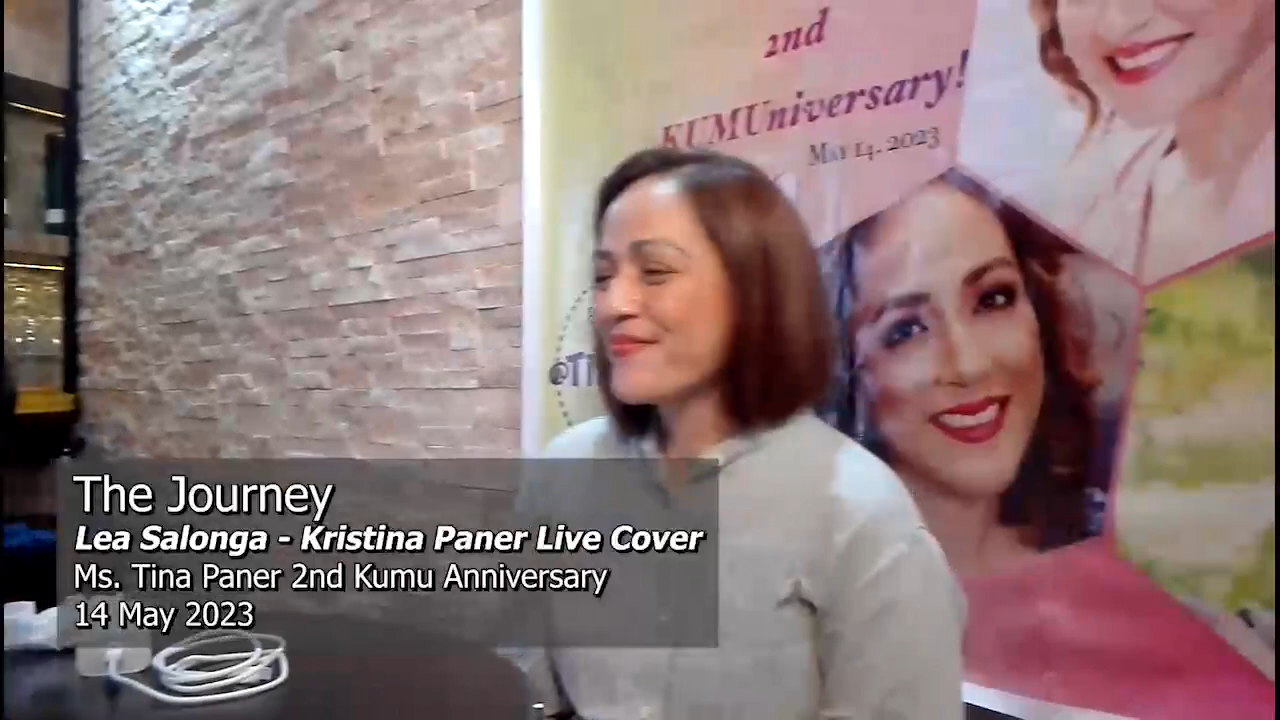 2nd
KUMUniversary!
May 14, 2023
The Journey
Lea Salonga - Kristina Paner Live Cover
Ms. Tina Paner 2nd Kumu Anniversary
14 May 2023